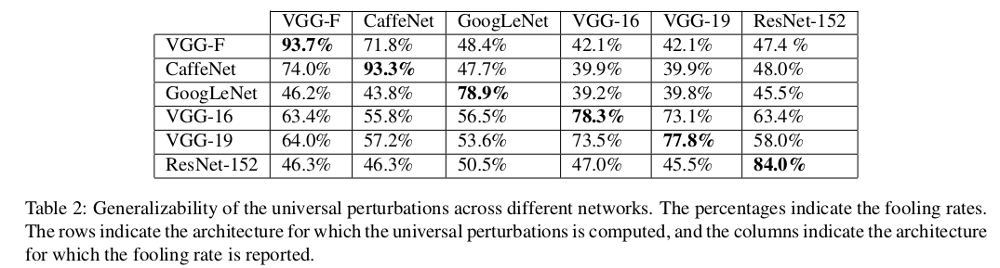 VGG-F CaffeNet GoogLeNet VGG-16 VGG-19 ResNet-152
VGG-F 93.7% 71.8% 48.4% 42.1% 42.1% 47.4 %
CaffeNet 74.0% 93.3% 47.7% 39.9% 39.9% 48.0%
GoogLeNet 46.2% 43.8% 78.9% 39.2% 39.8% 45.5%
VGG-16 63.4% 55.8% 56.5% 78.3% 73.1% 63.4%
VGG-19 64.0% 57.2% 53.6% 73.5% 77.8% 58.0%
ResNet-152 46.3% 46.3% 50.5% 47.0% 45.5% 84.0%
Table 2: Generalizability of the universal perturbations across different networks. The percentages indicate the fooling rates.
The rows indicate the architecture for which the universal perturbations is computed, and the columns indicate the architecture
for which the fooling rate is reported.